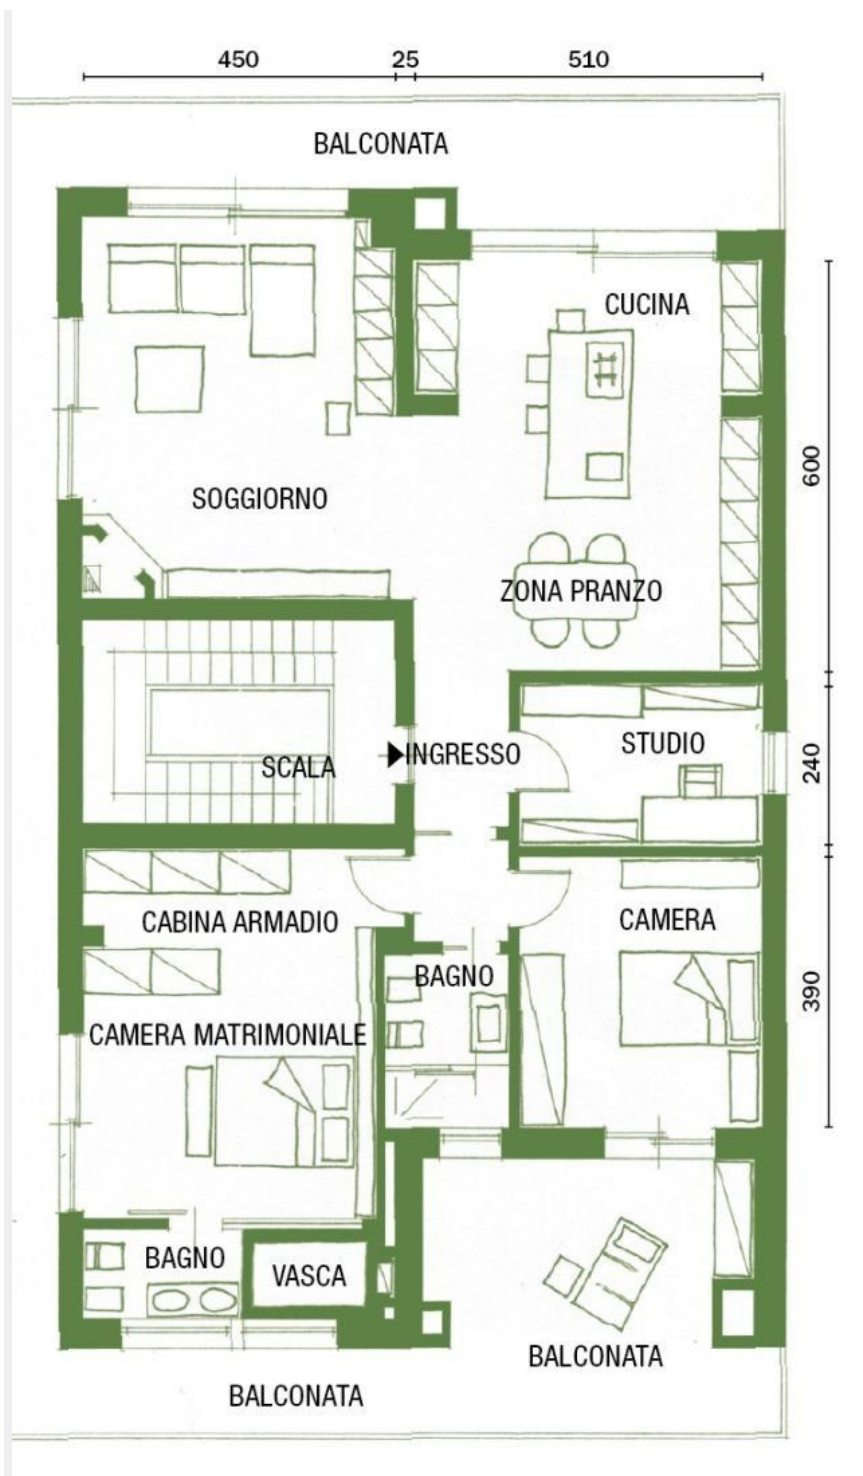 450 25 510
BALCONATA
CUCINA
600
SOGGIORNO
ZONA PRANZO
STUDIO
INGRESSO
SCALA
240
CABINA ARMADIO
CAMERA
BAGNO
390
CAMERA MATRIMONIALE
BAGNO
VASCA
BALCONATA
BALCONATA